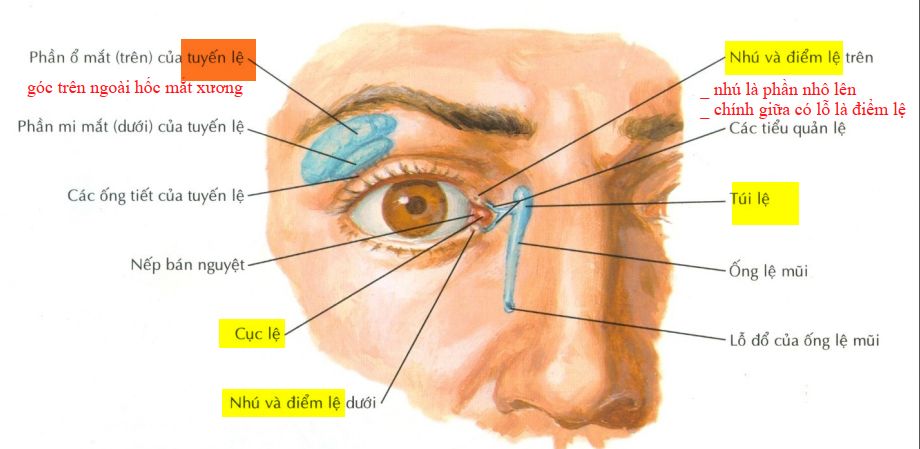 Phần ổ mắt (trên) của tuyến lệ
góc trên ngoài hốc mắt xương
Phần mi mắt (dưới) của tuyến lệ
Các ống tiết của tuyến lệ
Nếp bán nguyệt
Cục lệ
Nhú và điểm lệ dưới
Nhú và điểm lệ trên
_ nhú là phần nhô lên
_ chính giữa có lỗ là điểm lệ
Các tiểu quản lệ
Túi lệ
Ống lệ mũi
Lỗ đổ của ống lệ mũi